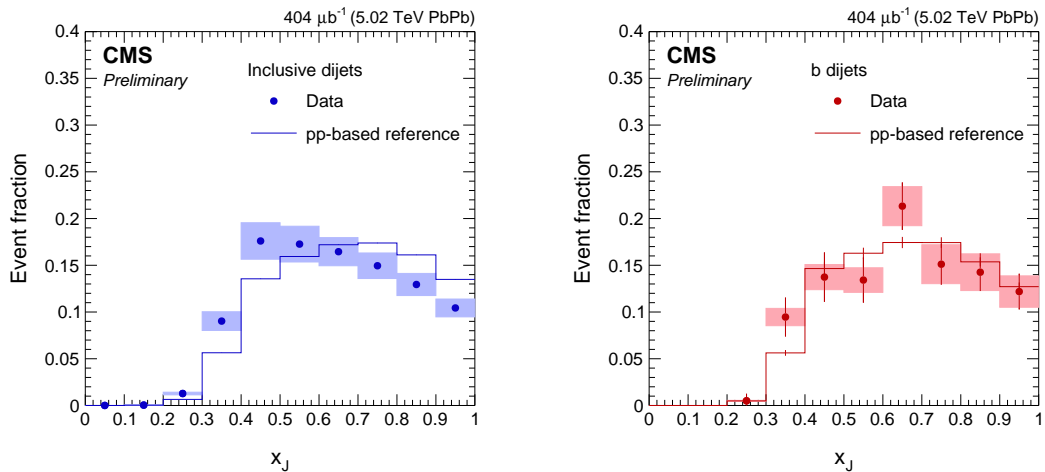 404 μb⁻¹ (5.02 TeV PbPb)
CMS
Preliminary
Inclusive dijets
Data
pp-based reference
Event fraction
0.4
0.35
0.3
0.25
0.2
0.15
0.1
0.05
0
0 0.1 0.2 0.3 0.4 0.5 0.6 0.7 0.8 0.9 1
x_J
404 μb⁻¹ (5.02 TeV PbPb)
CMS
Preliminary
b dijets
Data
pp-based reference
Event fraction
0.4
0.35
0.3
0.25
0.2
0.15
0.1
0.05
0
0 0.1 0.2 0.3 0.4 0.5 0.6 0.7 0.8 0.9 1
x_J